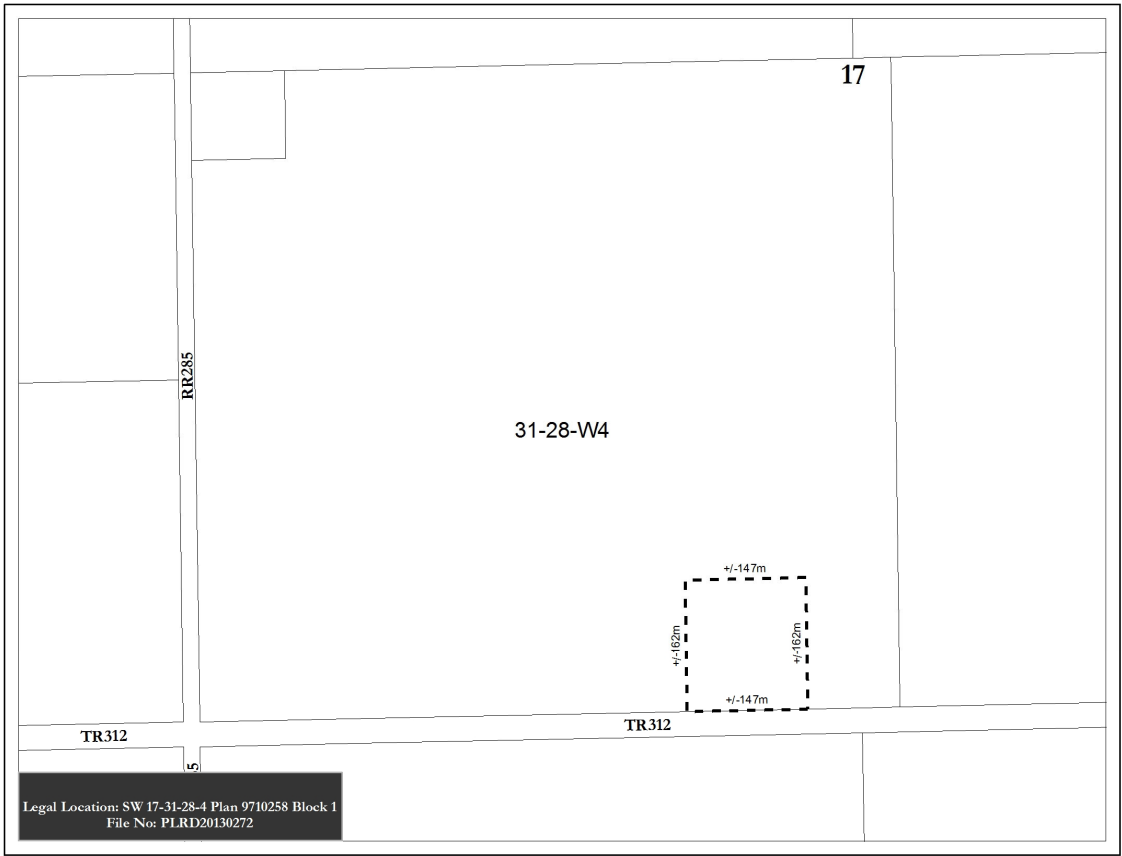 17
RR285
31-28-W4
+/-147m
+/-162m
+/-162m
+/-147m
TR312
TR312
5
Legal Location: SW 17-31-28-4 Plan 9710258 Block 1
File No: PLRD20130272